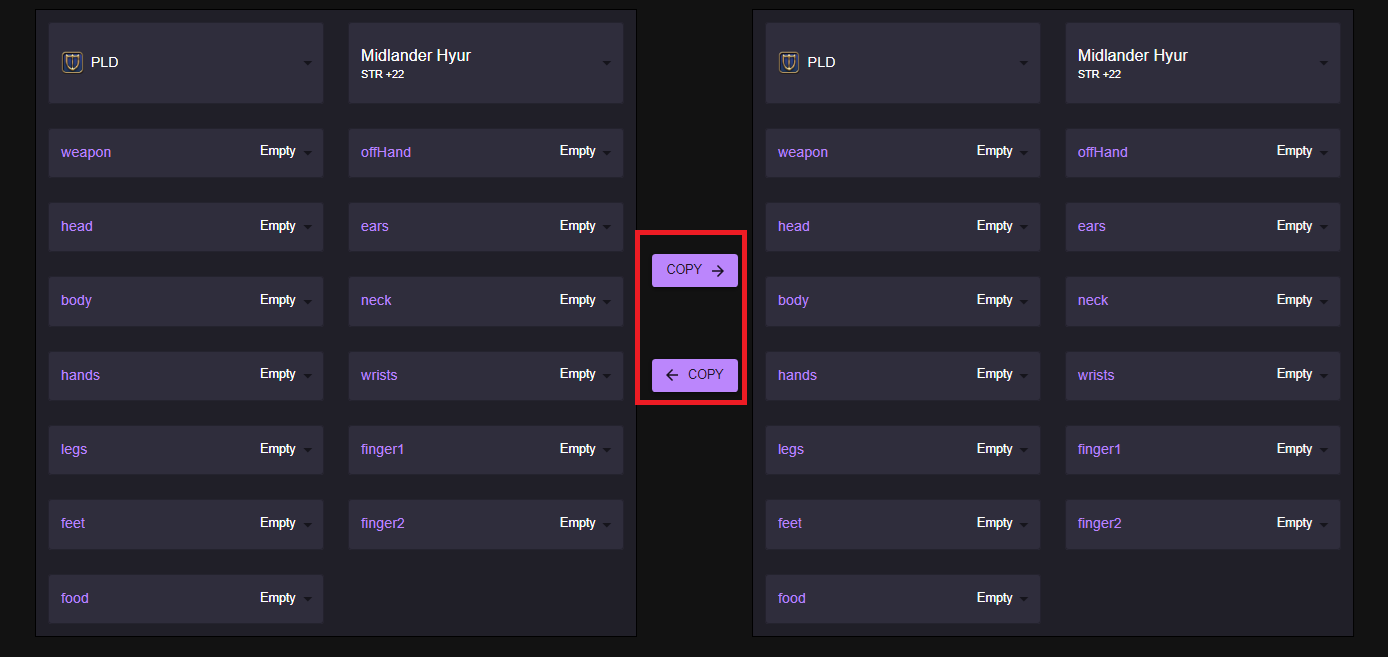 PLD
Midlander Hyur
STR +22
weapon Empty
offHand Empty
head Empty
ears Empty
body Empty
neck Empty
hands Empty
wrists Empty
legs Empty
finger1 Empty
feet Empty
finger2 Empty
food Empty
COPY
COPY
PLD
Midlander Hyur
STR +22
weapon Empty
offHand Empty
head Empty
ears Empty
body Empty
neck Empty
hands Empty
wrists Empty
legs Empty
finger1 Empty
feet Empty
finger2 Empty
food Empty